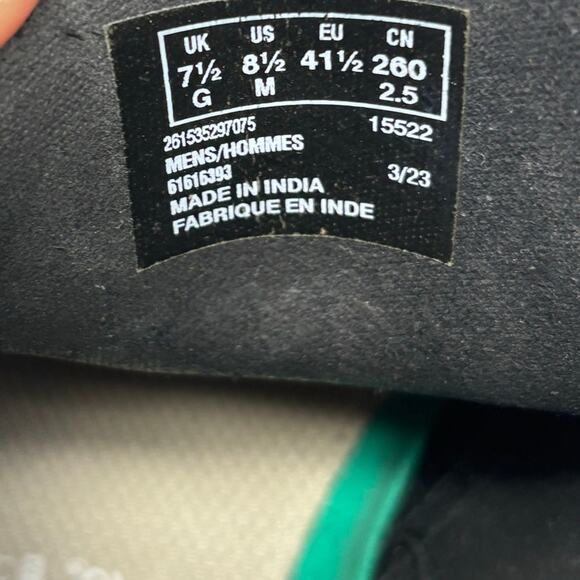 UK US EU CN
7½ 8½ 41½ 260
G M 2.5
261535297075 15522
MENS/HOMMES
61616393 3/23
MADE IN INDIA
FABRIQUE EN INDE